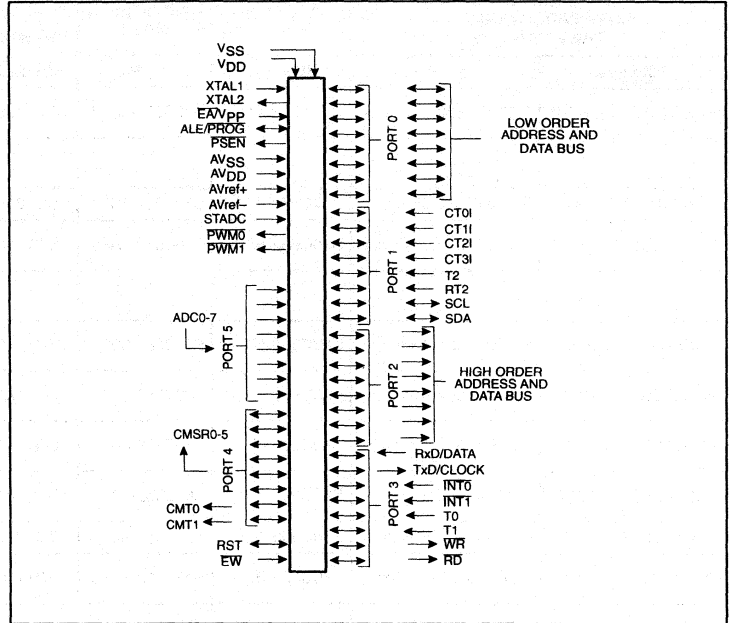 VSS
VDD
XTAL1
XTAL2
EA/VPP
ALE/PROG
PSEN
AVSS
AVDD
AVref+
AVref–
STADC
PWM0
PWM1
ADC0-7
PORT 5
CMSR0-5
PORT 4
CMT0
CMT1
RST
EW
PORT 0
LOW ORDER
ADDRESS AND
DATA BUS
PORT 1
CT0I
CT1I
CT2I
CT3I
T2
RT2
SCL
SDA
PORT 2
HIGH ORDER
ADDRESS AND
DATA BUS
PORT 3
RxD/DATA
TxD/CLOCK
INT0
INT1
T0
T1
WR
RD